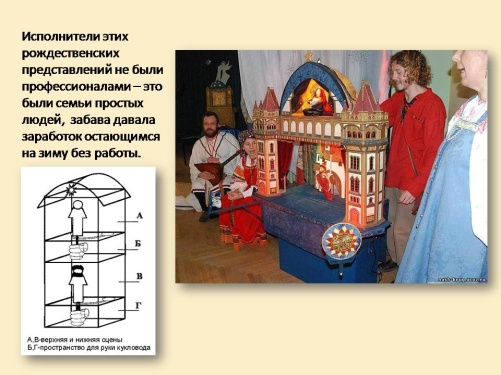 Исполнители этих
рождественских
представлений не были
профессионалами – это
были семьи простых
людей, забава давала
заработок остающимся
на зиму без работы.
А
Б
В
Г
А,В-верхняя и нижняя сцены
Б,Г-пространство для руки кукловода